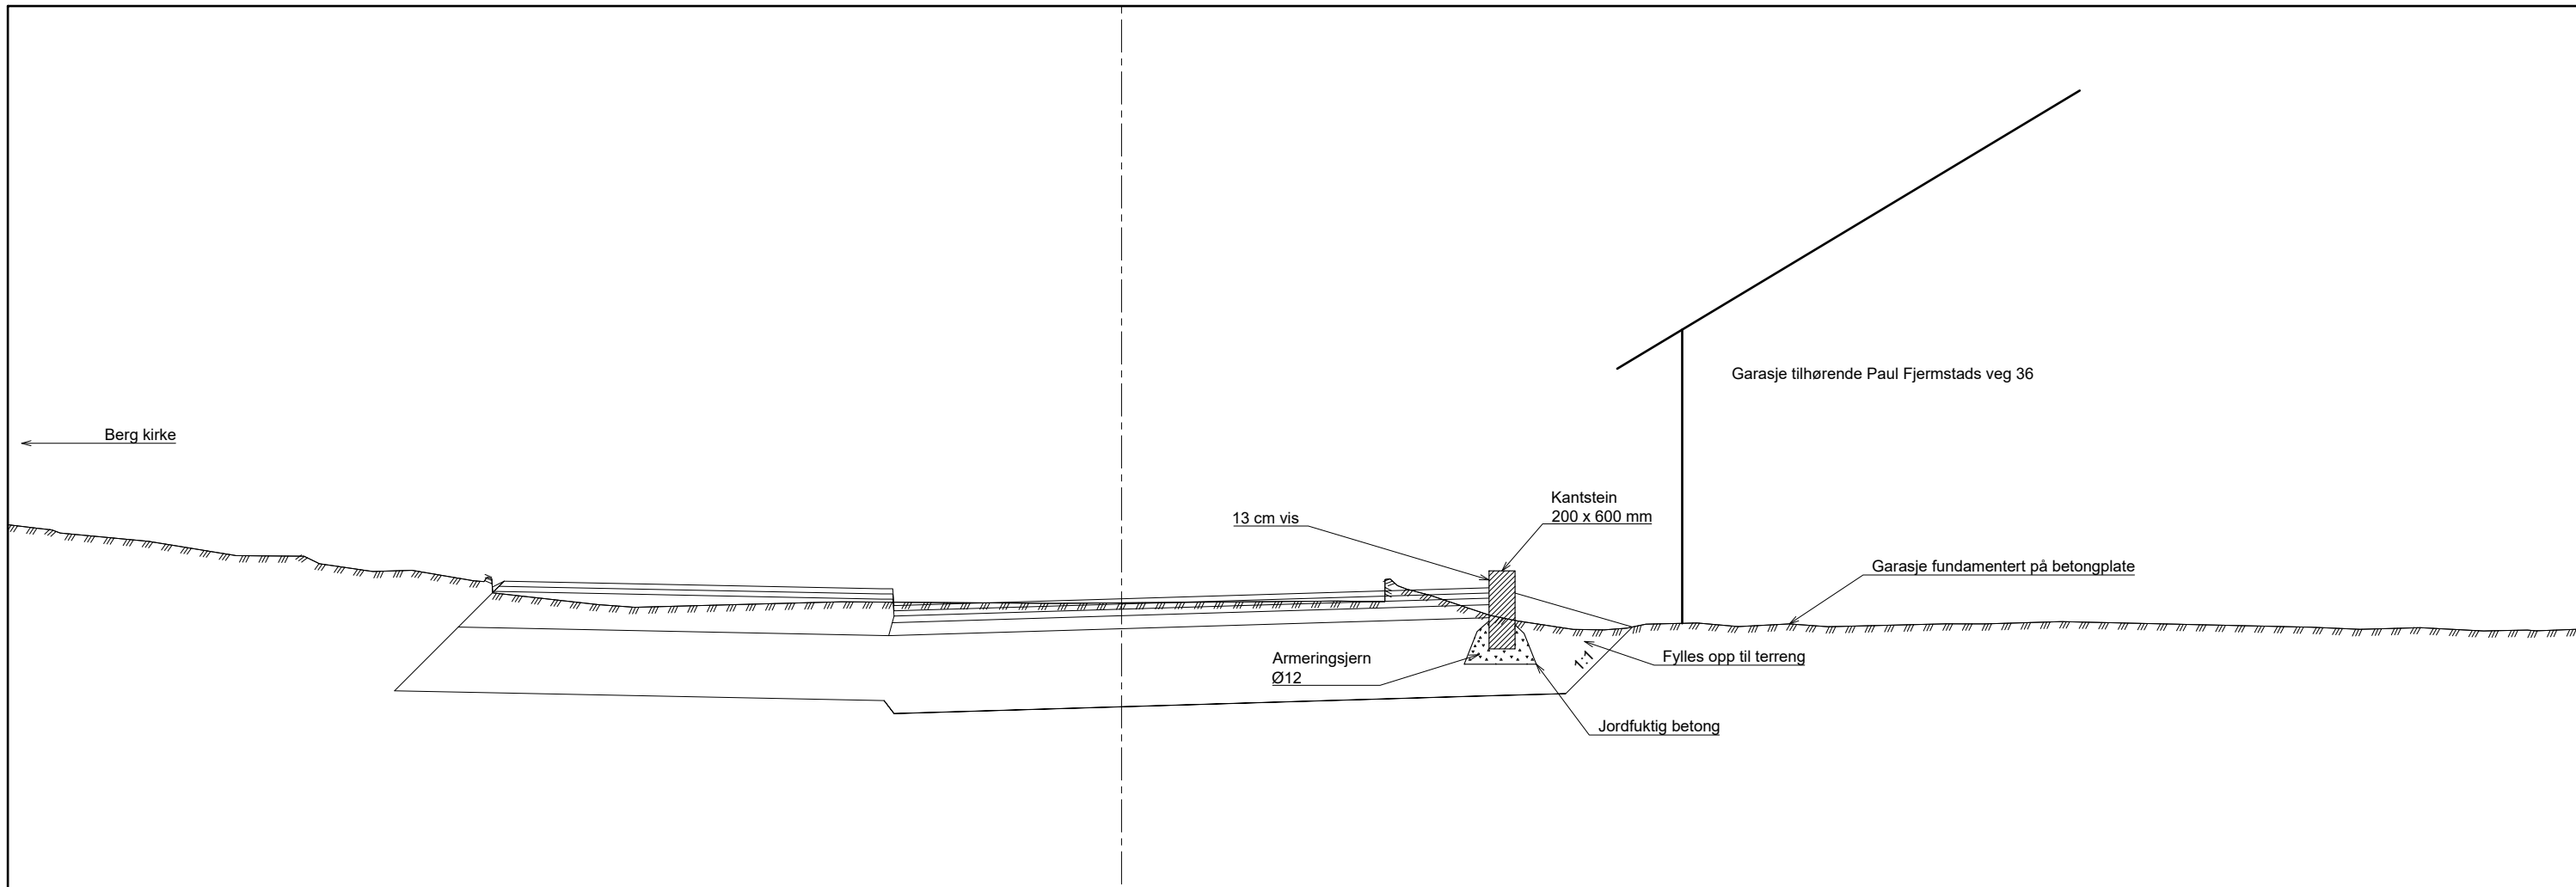 Garasje tilhørende Paul Fjermstads veg 36
Berg kirke
Kantstein
200 x 600 mm
13 cm vis
Garasje fundamentert på betongplate
Armeringsjern
Ø12
1:1
Fylles opp til terreng
Jordfuktig betong